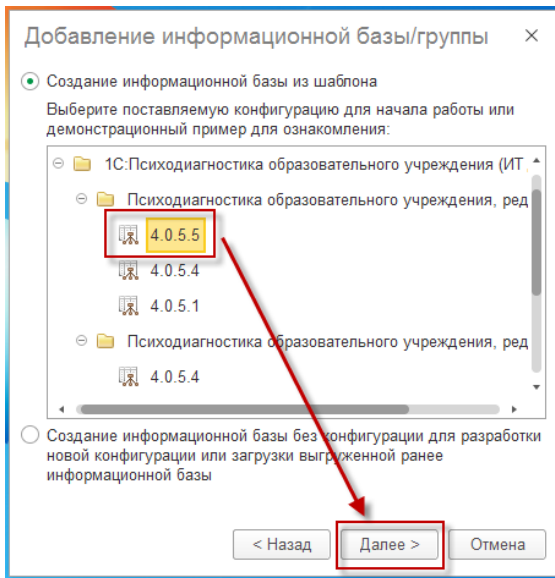 Добавление информационной базы/группы
Создание информационной базы из шаблона
Выберите поставляемую конфигурацию для начала работы или
демонстрационный пример для ознакомления:
1С:Психодиагностика образовательного учреждения (ИТ
Психодиагностика образовательного учреждения, ред
4.0.5.5
4.0.5.4
4.0.5.1
Психодиагностика образовательного учреждения, ред
4.0.5.4
Создание информационной базы без конфигурации для разработки
новой конфигурации или загрузки выгруженной ранее
информационной базы
< Назад
Далее >
Отмена